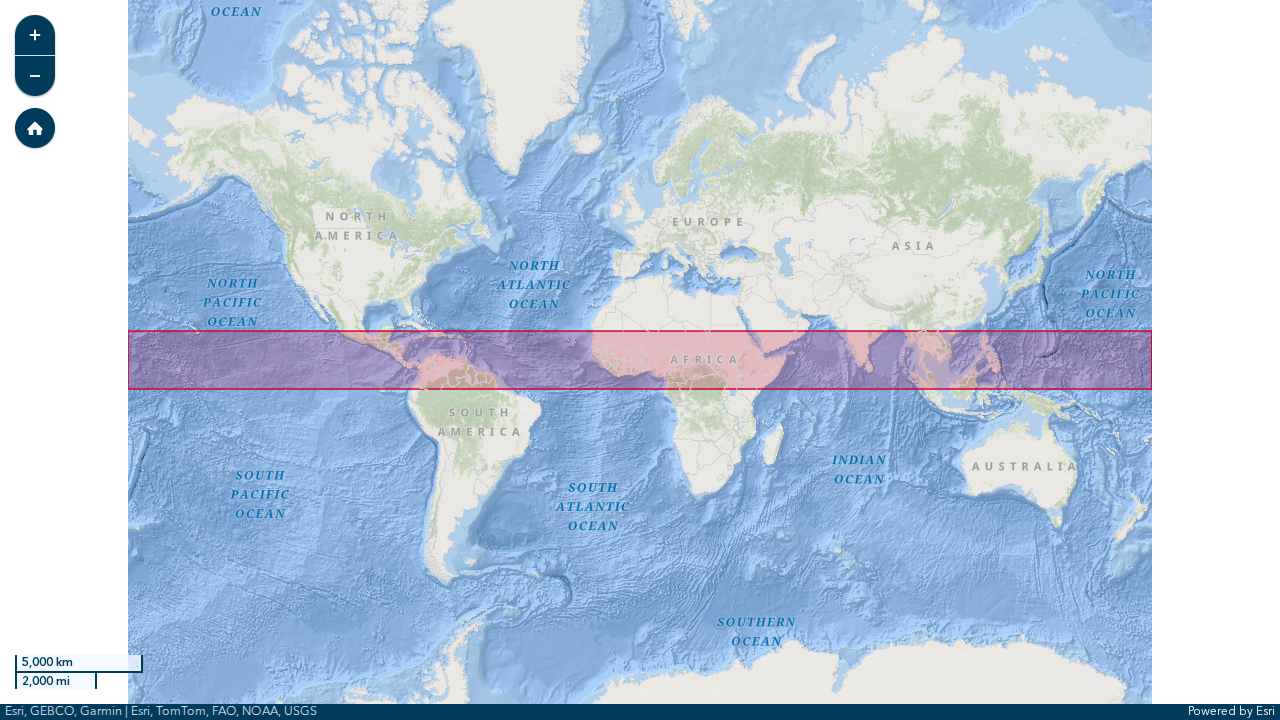 OCEAN
+
−
NORTH
AMERICA
EUROPE
ASIA
NORTH
ATLANTIC
OCEAN
NORTH
PACIFIC
OCEAN
NORTH
PACIFIC
OCEAN
AFRICA
SOUTH
AMERICA
INDIAN
OCEAN
AUSTRALIA
SOUTH
PACIFIC
OCEAN
SOUTH
ATLANTIC
OCEAN
SOUTHERN
OCEAN
5,000 km
2,000 mi
Esri, GEBCO, Garmin | Esri, TomTom, FAO, NOAA, USGS
Powered by Esri